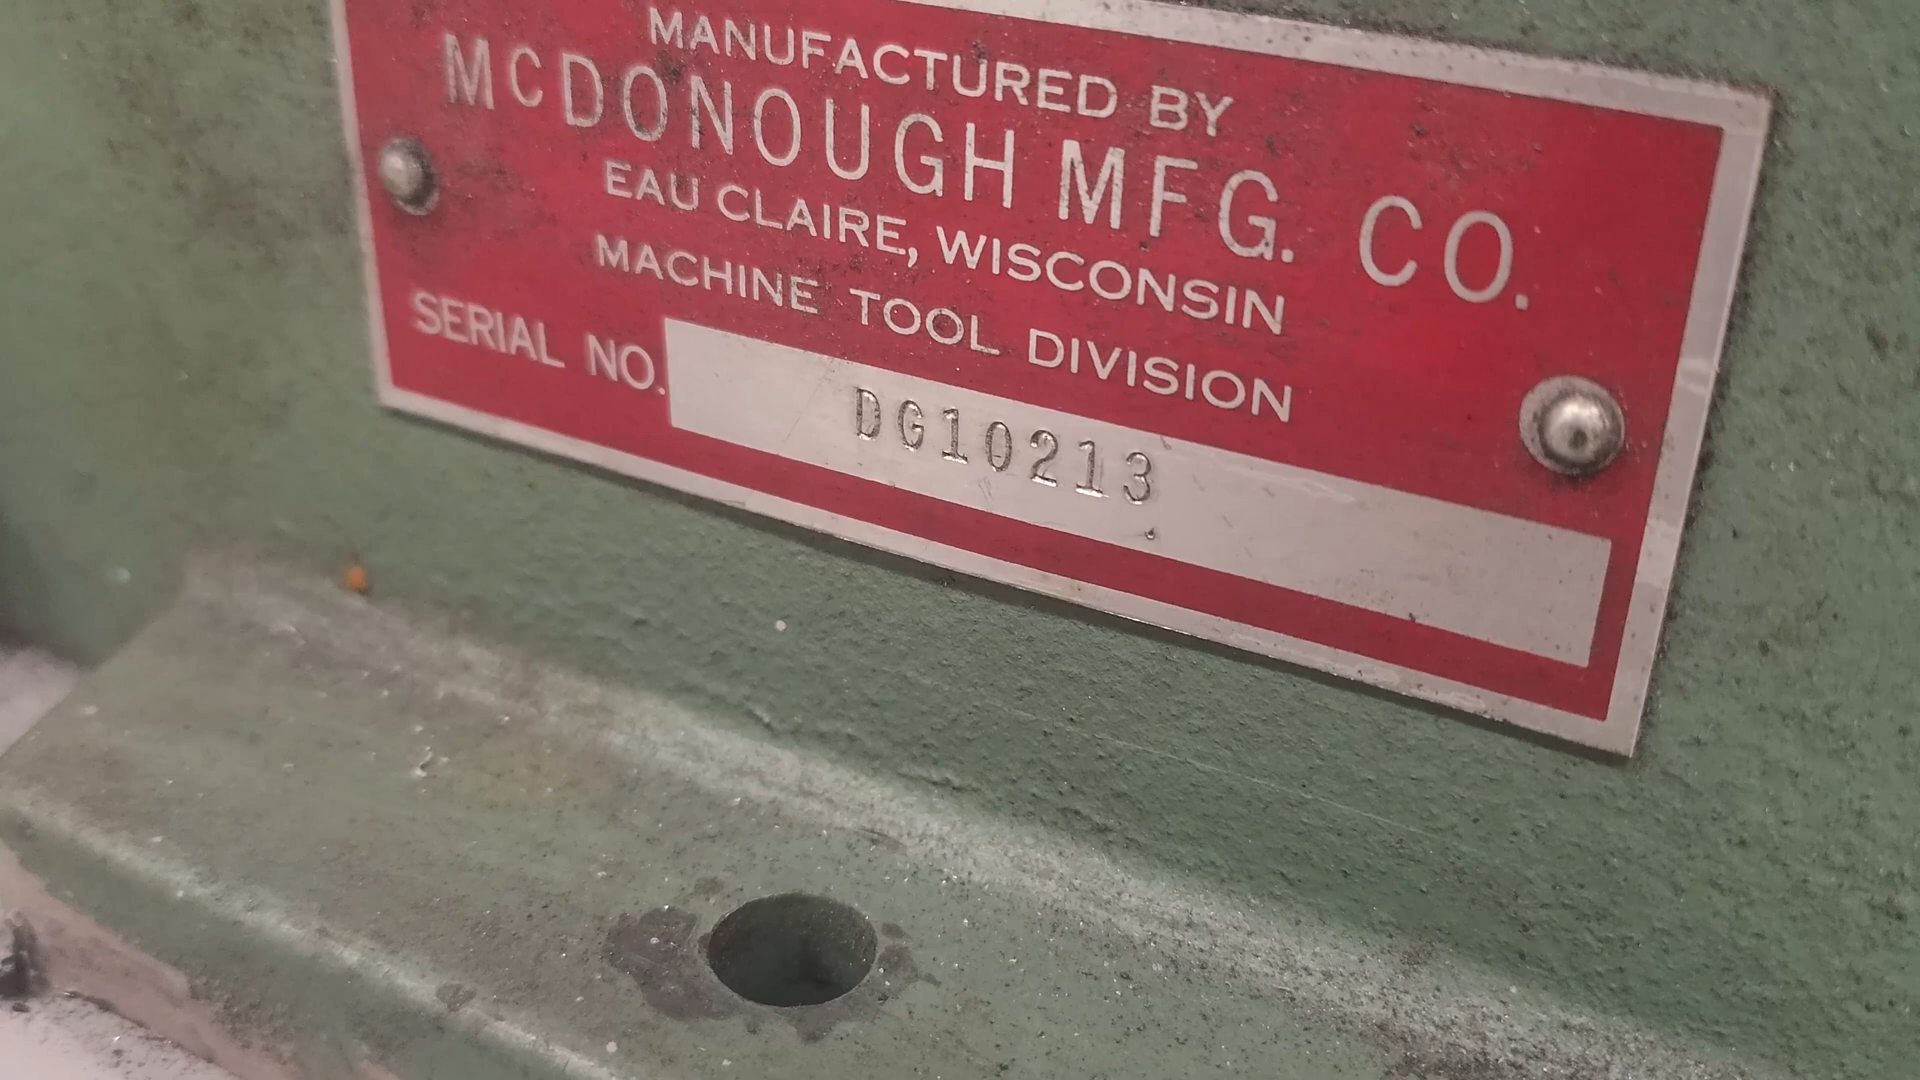 MANUFACTURED BY
MCDONOUGH MFG. CO.
EAU CLAIRE, WISCONSIN
MACHINE TOOL DIVISION
SERIAL NO. DG10213